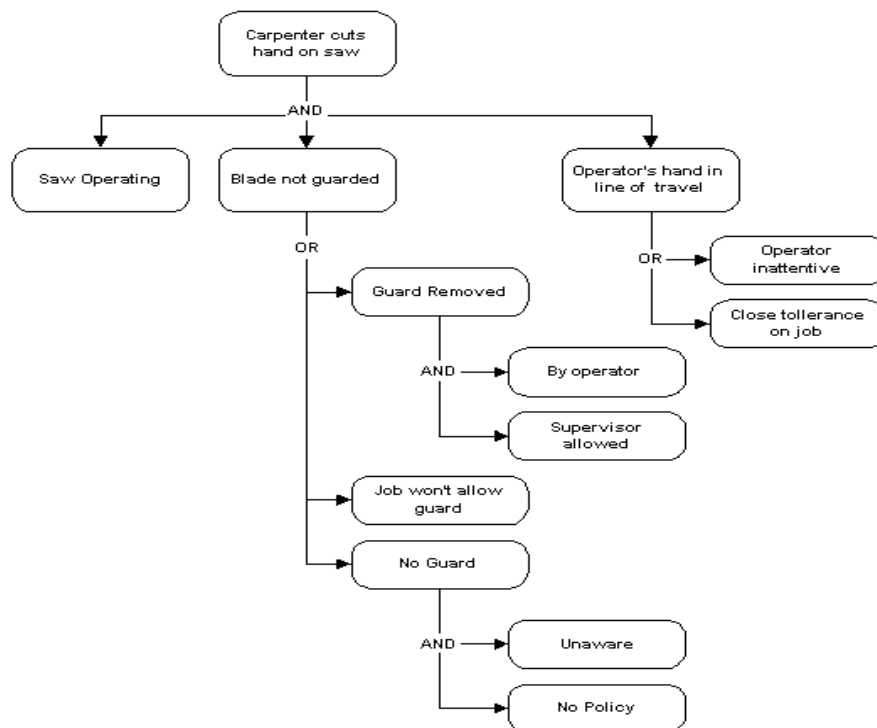 Carpenter cuts
hand on saw
AND
Saw Operating
Blade not guarded
Operator's hand in
line of travel
OR
OR
Operator
inattentive
Guard Removed
Close tollerance
on job
AND
By operator
Supervisor
allowed
Job won't allow
guard
No Guard
AND
Unaware
No Policy